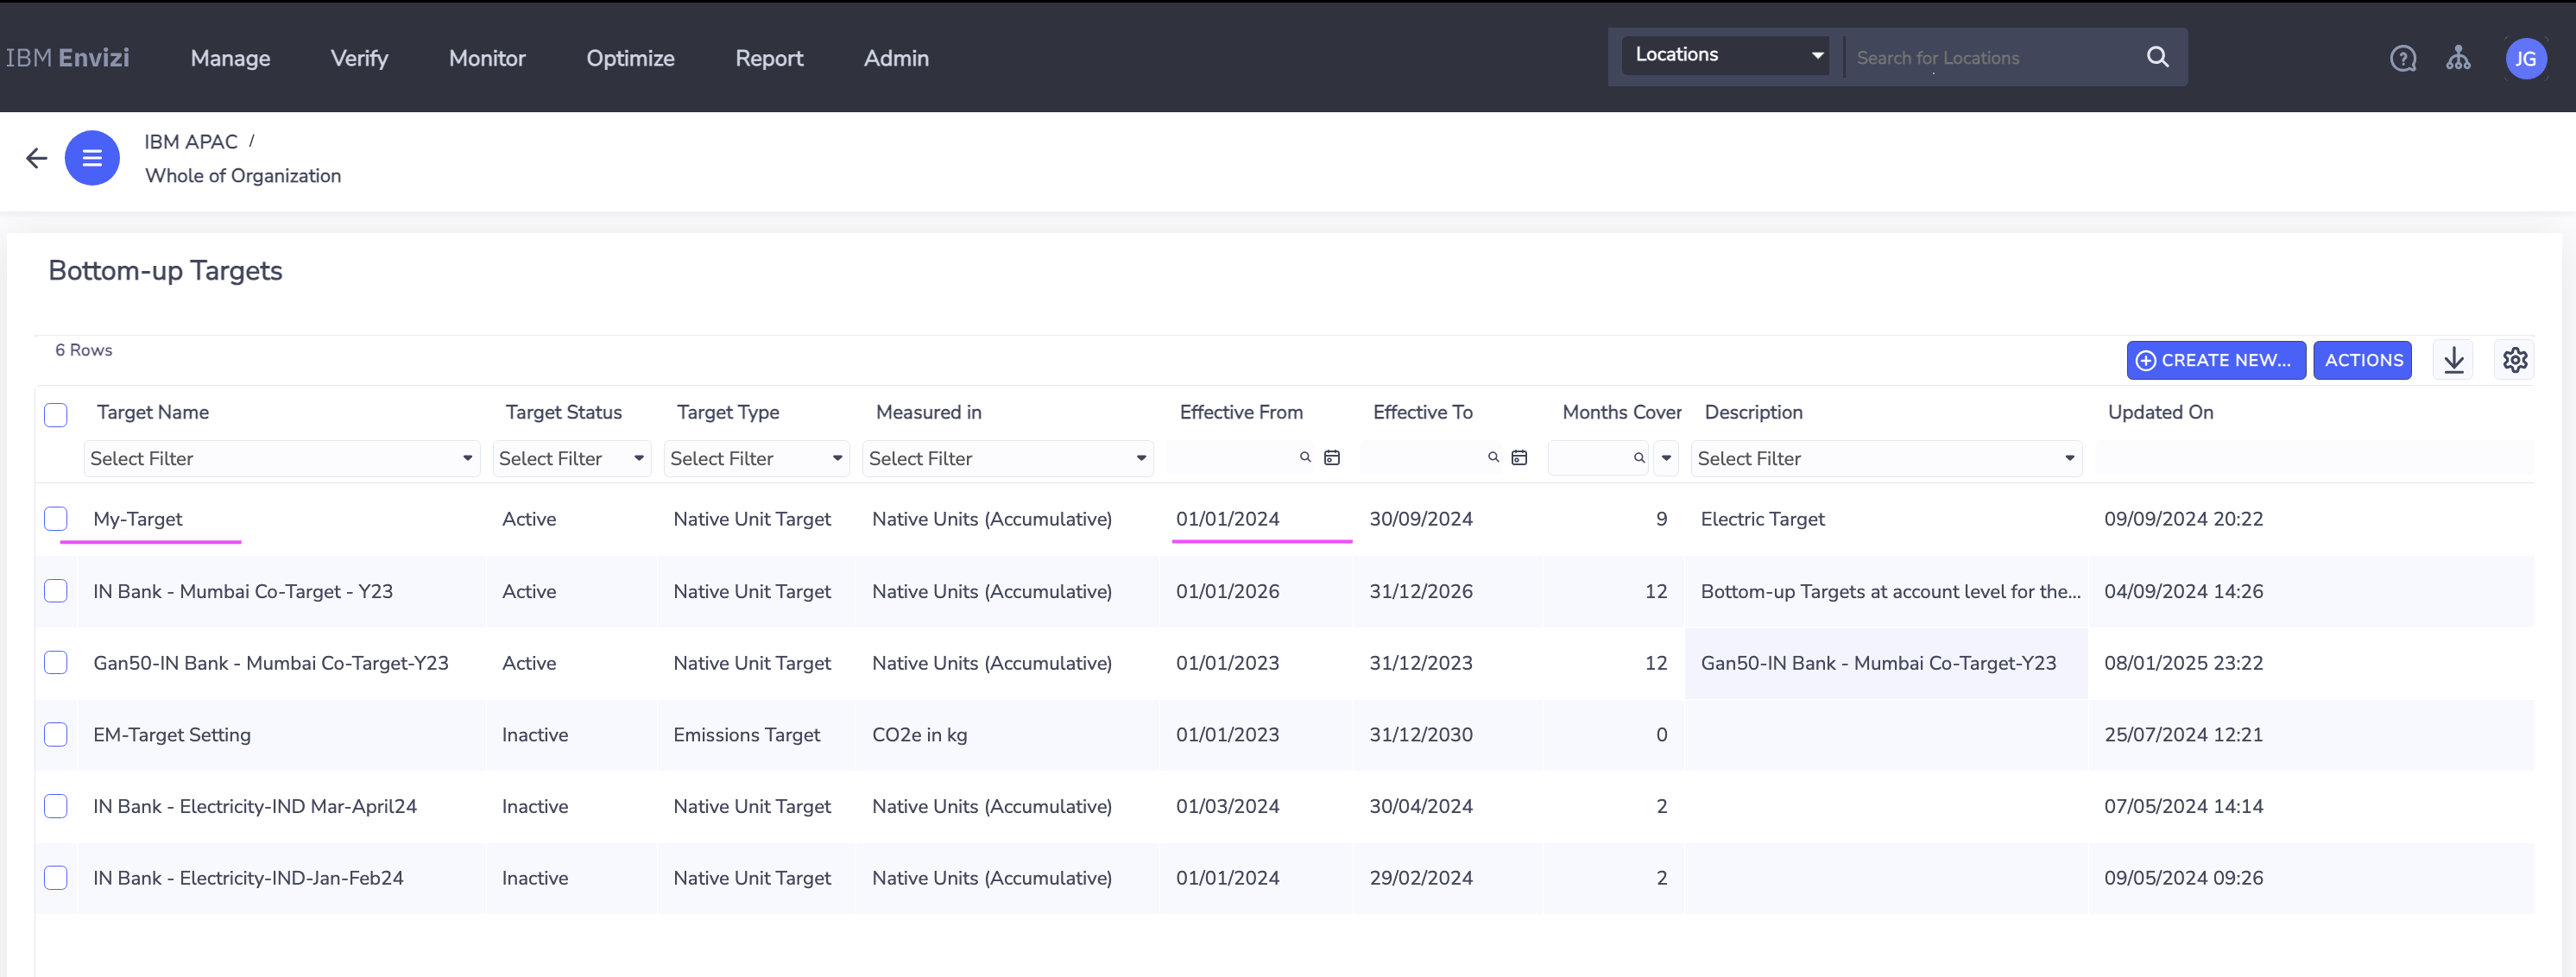 IBM Envizi Manage Verify Monitor Optimize Report Admin Locations Search for Locations JG
IBM APAC /
Whole of Organization
Bottom-up Targets
6 Rows
CREATE NEW... ACTIONS
Target Name Target Status Target Type Measured in Effective From Effective To Months Cover Description Updated On
Select Filter Select Filter Select Filter Select Filter Select Filter
My-Target Active Native Unit Target Native Units (Accumulative) 01/01/2024 30/09/2024 9 Electric Target 09/09/2024 20:22
IN Bank - Mumbai Co-Target - Y23 Active Native Unit Target Native Units (Accumulative) 01/01/2026 31/12/2026 12 Bottom-up Targets at account level for the... 04/09/2024 14:26
Gan50-IN Bank - Mumbai Co-Target-Y23 Active Native Unit Target Native Units (Accumulative) 01/01/2023 31/12/2023 12 Gan50-IN Bank - Mumbai Co-Target-Y23 08/01/2025 23:22
EM-Target Setting Inactive Emissions Target CO2e in kg 01/01/2023 31/12/2030 0 25/07/2024 12:21
IN Bank - Electricity-IND Mar-April24 Inactive Native Unit Target Native Units (Accumulative) 01/03/2024 30/04/2024 2 07/05/2024 14:14
IN Bank - Electricity-IND-Jan-Feb24 Inactive Native Unit Target Native Units (Accumulative) 01/01/2024 29/02/2024 2 09/05/2024 09:26